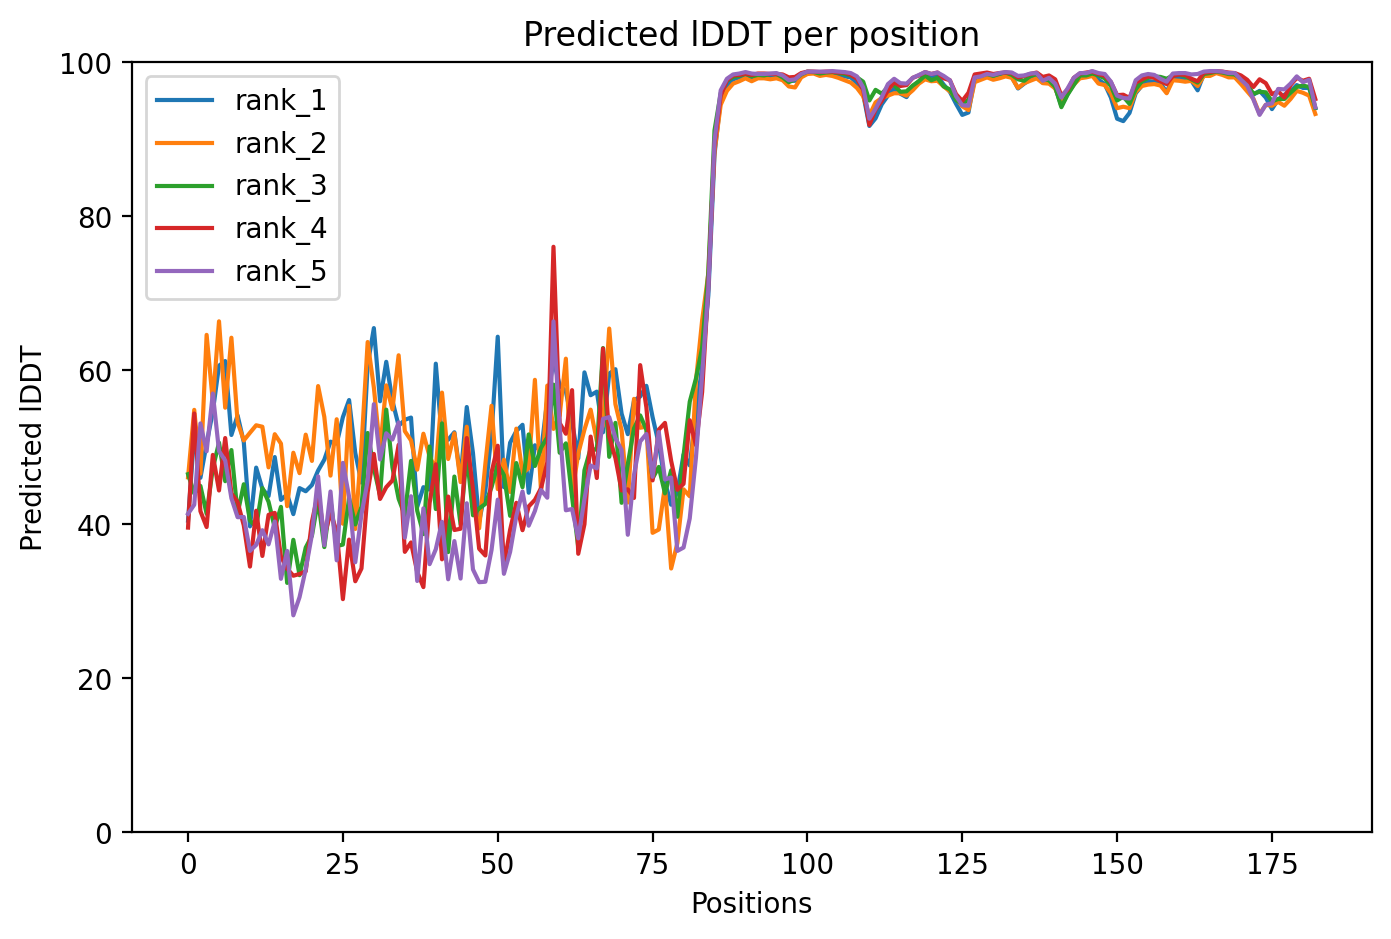 Predicted lDDT per position
100
80
60
40
20
0
Predicted lDDT
rank_1
rank_2
rank_3
rank_4
rank_5
0 25 50 75 100 125 150 175
Positions